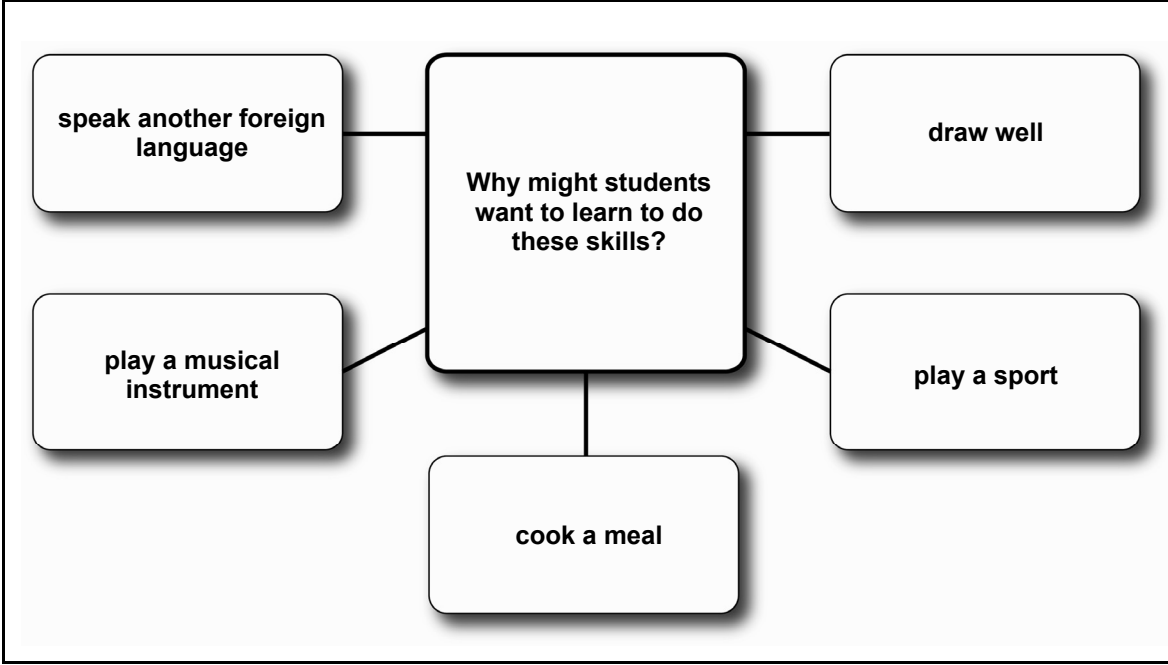 speak another foreign
language
Why might students
want to learn to do
these skills?
draw well
play a musical
instrument
play a sport
cook a meal